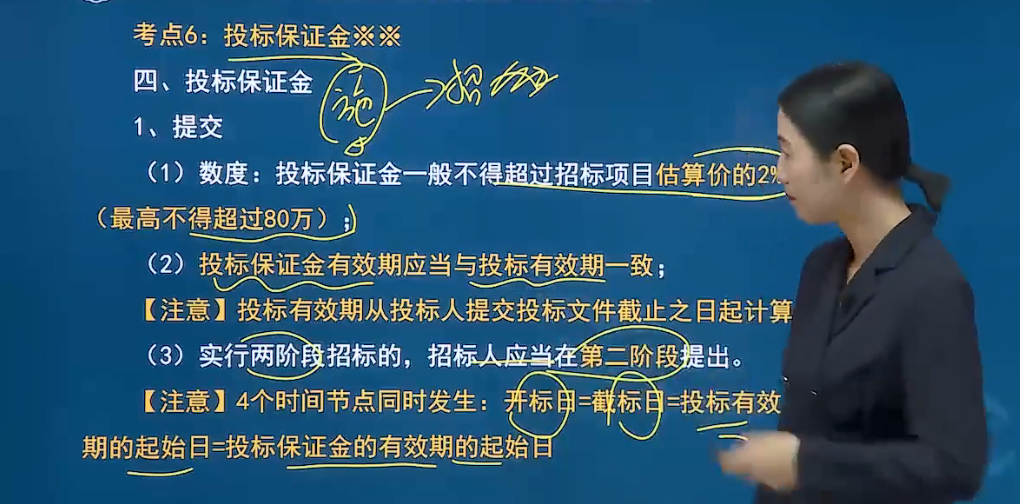 考点6：投标保证金※※
四、投标保证金
施→招
1、提交
（1）数度：投标保证金一般不得超过招标项目估算价的2%
（最高不得超过80万）；
（2）投标保证金有效期应当与投标有效期一致；
【注意】投标有效期从投标人提交投标文件截止之日起计算
（3）实行两阶段招标的，招标人应当在第二阶段提出。
【注意】4个时间节点同时发生：开标日=截标日=投标有效
期的起始日=投标保证金的有效期的起始日